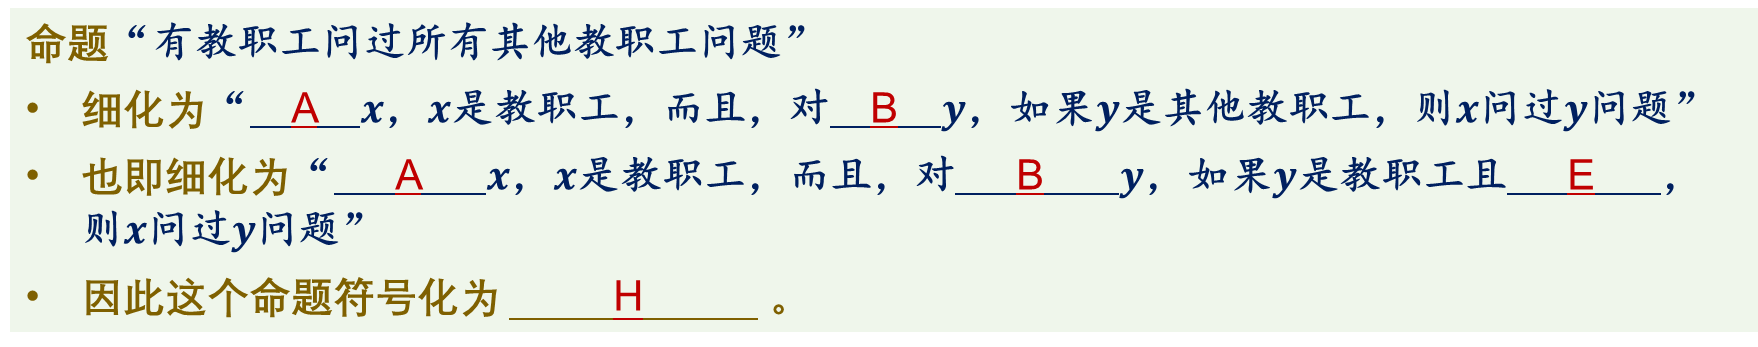 命题“有教职工问过所有其他教职工问题”
• 细化为“ A x，x是教职工，而且，对 B y，如果y是其他教职工，则x问过y问题”
• 也即细化为“ A x，x是教职工，而且，对 B y，如果y是教职工且 E ，
则x问过y问题”
• 因此这个命题符号化为 H 。